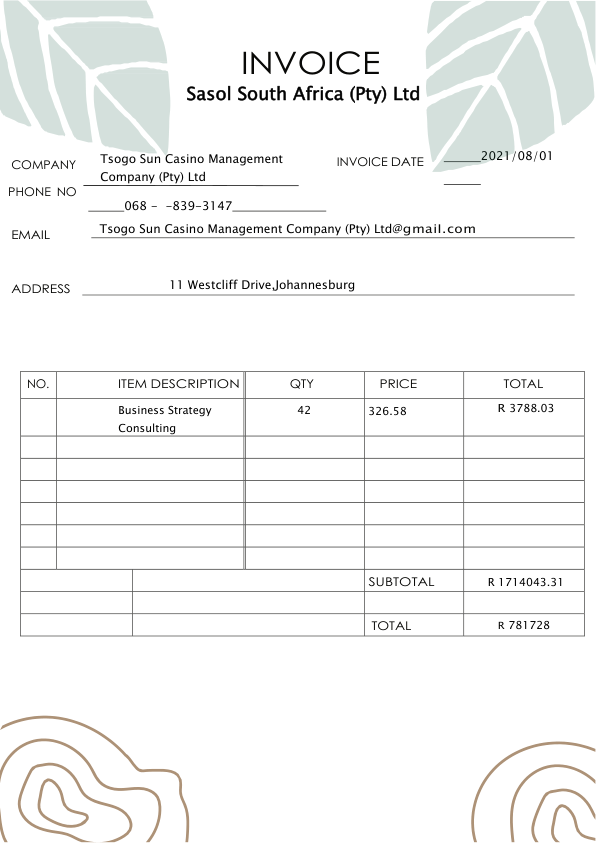 INVOICE
Sasol South Africa (Pty) Ltd
COMPANY Tsogo Sun Casino Management
Company (Pty) Ltd
INVOICE DATE ______2021/08/01
______
PHONE NO ______068 - -839-3147________________
EMAIL Tsogo Sun Casino Management Company (Pty) Ltd@gmail.com
ADDRESS 11 Westcliff Drive,Johannesburg
NO. ITEM DESCRIPTION QTY PRICE TOTAL
Business Strategy 42 326.58 R 3788.03
Consulting
SUBTOTAL R 1714043.31
TOTAL R 781728